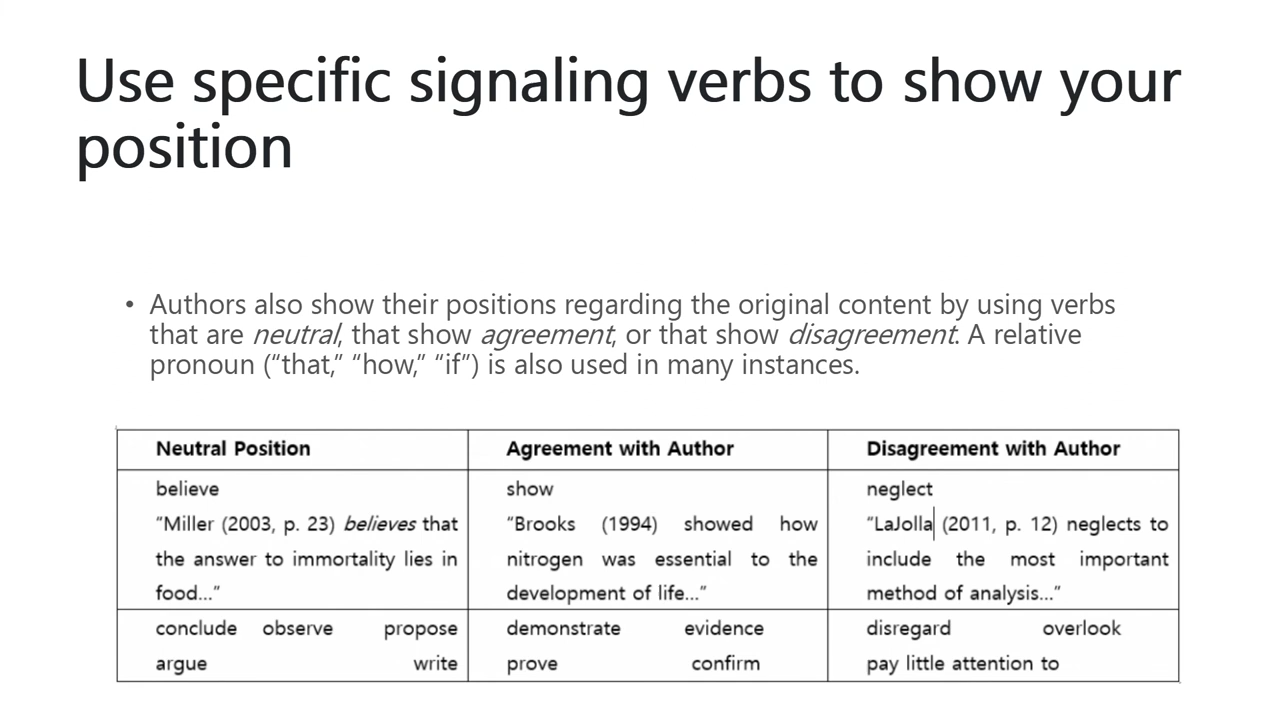 Use specific signaling verbs to show your
position
• Authors also show their positions regarding the original content by using verbs
that are neutral, that show agreement, or that show disagreement. A relative
pronoun (“that,” “how,” “if”) is also used in many instances.
Neutral Position
Agreement with Author
Disagreement with Author
believe
“Miller (2003, p. 23) believes that
the answer to immortality lies in
food...”
show
“Brooks (1994) showed how
nitrogen was essential to the
development of life...”
neglect
“LaJolla (2011, p. 12) neglects to
include the most important
method of analysis...”
conclude observe propose
argue write
demonstrate evidence
prove confirm
disregard overlook
pay little attention to